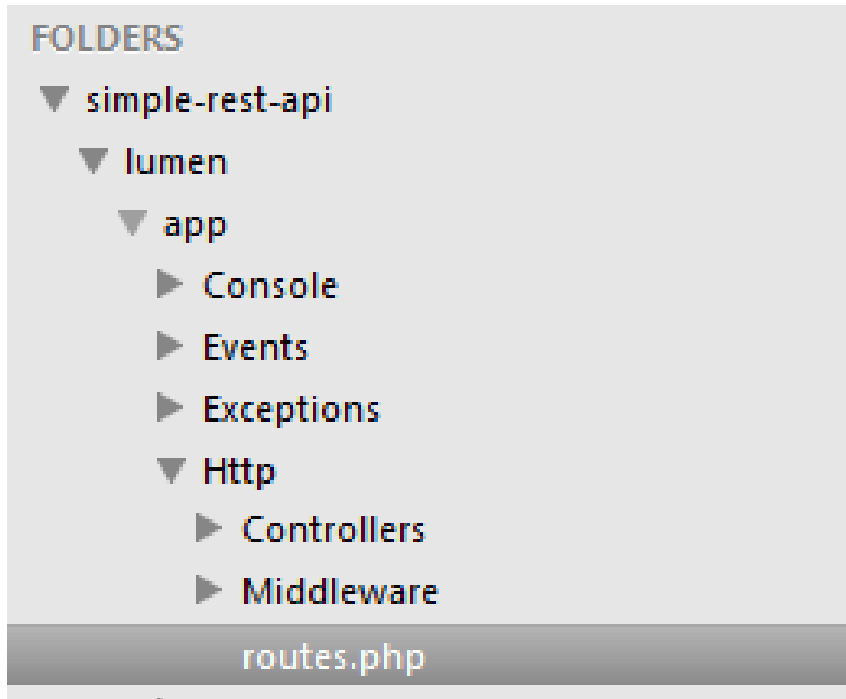 FOLDERS
simple-rest-api
lumen
app
Console
Events
Exceptions
Http
Controllers
Middleware
routes.php